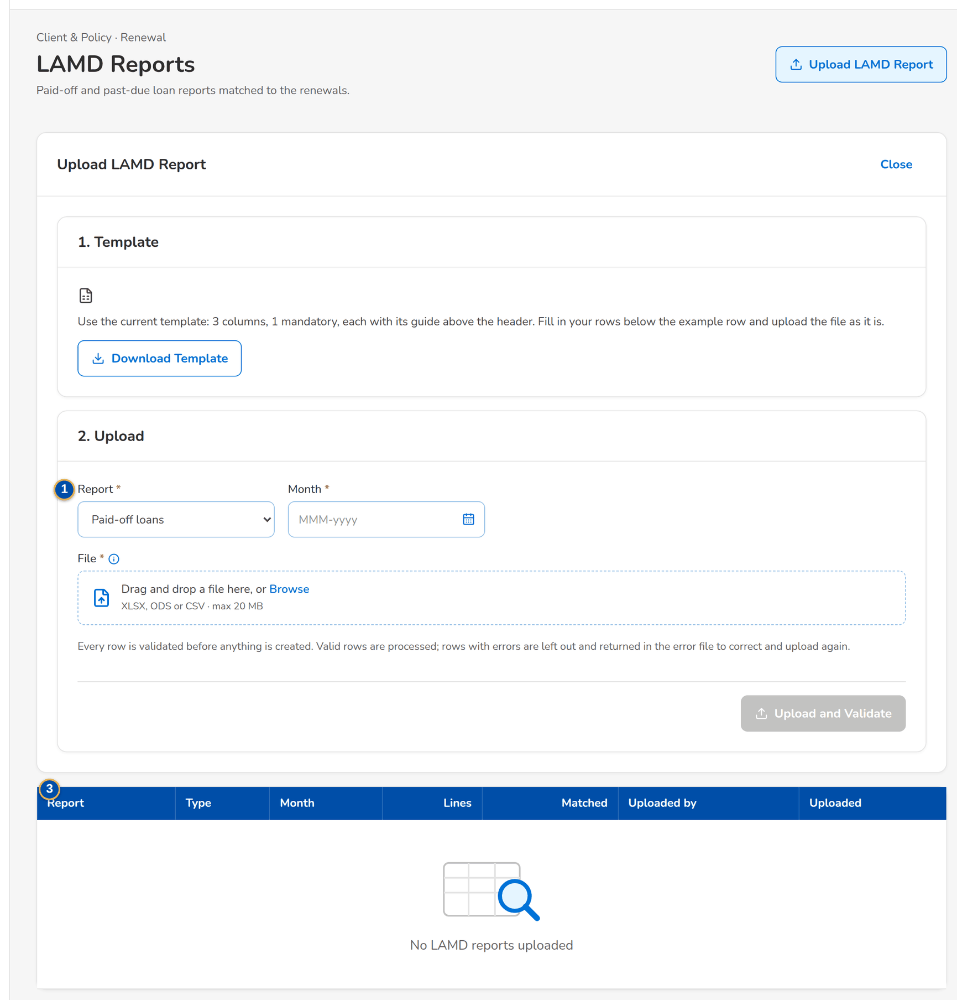 Client & Policy · Renewal
LAMD Reports
Paid-off and past-due loan reports matched to the renewals.
Upload LAMD Report
Upload LAMD Report
Close
1. Template
Use the current template: 3 columns, 1 mandatory, each with its guide above the header. Fill in your rows below the example row and upload the file as it is.
Download Template
2. Upload
1
Report *
Month *
Paid-off loans
MMM-yyyy
File *
Drag and drop a file here, or Browse
XLSX, ODS or CSV · max 20 MB
Every row is validated before anything is created. Valid rows are processed; rows with errors are left out and returned in the error file to correct and upload again.
Upload and Validate
3
Report Type Month Lines Matched Uploaded by Uploaded
No LAMD reports uploaded